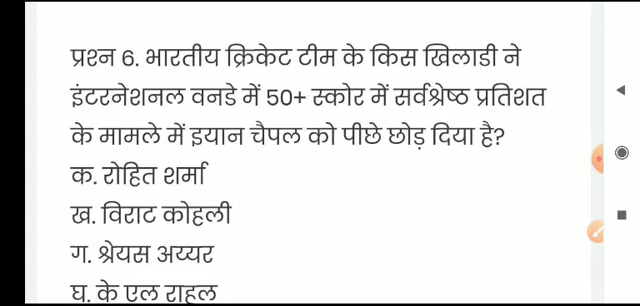 प्रश्न 6. भारतीय क्रिकेट टीम के किस खिलाडी ने
इंटरनेशनल वनडे में 50+ स्कोर में सर्वश्रेष्ठ प्रतिशत
के मामले में इयान चैपल को पीछे छोड़ दिया है?
क. रोहित शर्मा
ख. विराट कोहली
ग. श्रेयस अय्यर
घ. के एल राहुल